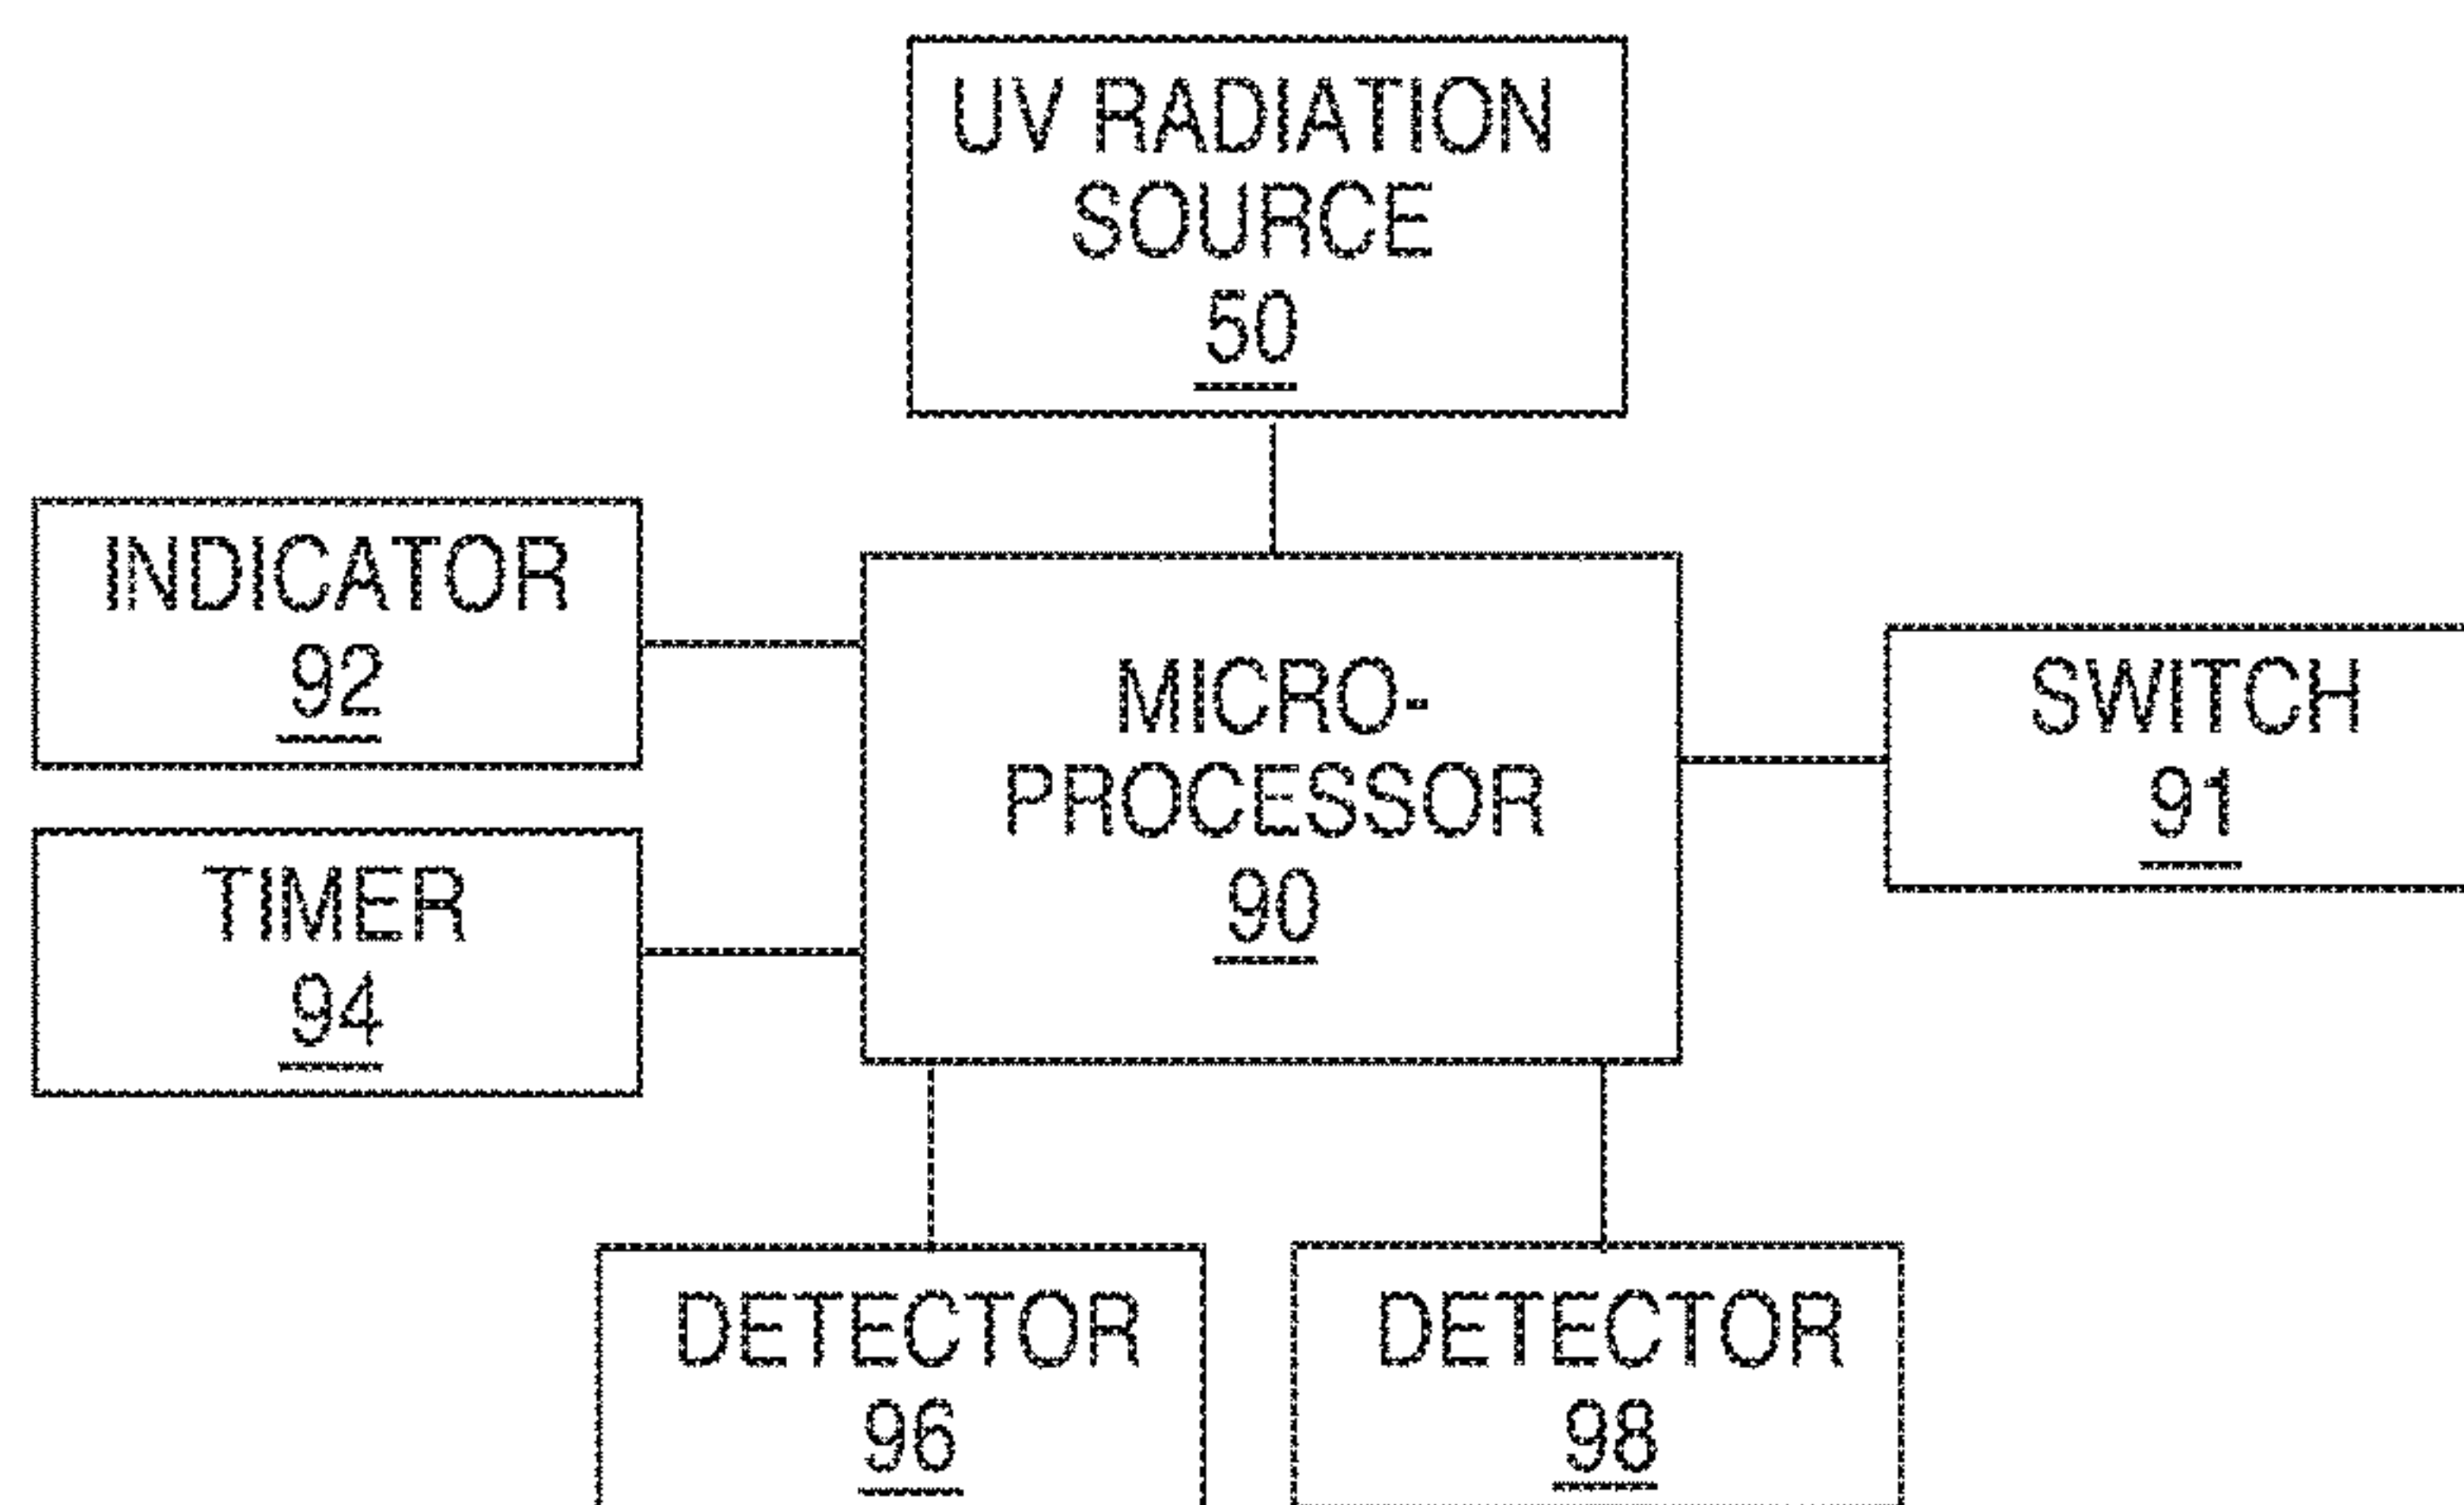 UV RADIATION
SOURCE
50
INDICATOR
92
MICRO-
PROCESSOR
90
SWITCH
91
TIMER
94
DETECTOR
96
DETECTOR
98